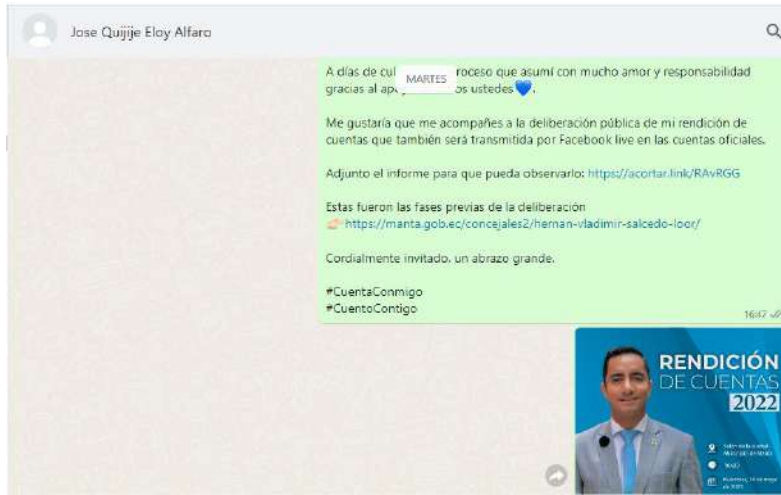 Jose Quijije Eloy Alfaro
MARTES
A días de cul roceso que asumí con mucho amor y responsabilidad
gracias al os ustedes💙.
Me gustaría que me acompañes a la deliberación pública de mi rendición de
cuentas que también será transmitida por Facebook live en las cuentas oficiales.
Adjunto el informe para que pueda observarlo: https://acortar.link/RAvRGG
Estas fueron las fases previas de la deliberación
https://manta.gob.ec/concejales2/hernan-vladimir-salcedo-loor/
Cordialmente invitado, un abrazo grande.
#CuentaConmigo
#CuentoContigo
16:47
RENDICIÓN
DE CUENTAS
2022